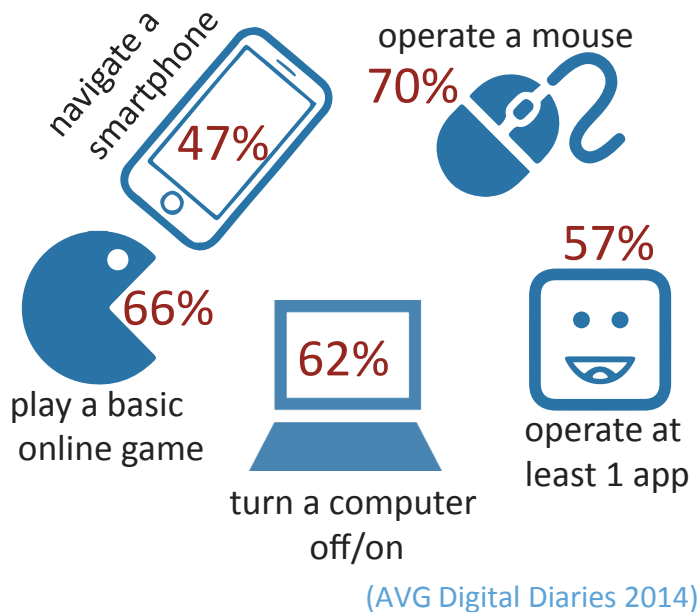 navigate a
smartphone
47%
operate a mouse
70%
66%
play a basic
online game
62%
turn a computer
off/on
57%
operate at
least 1 app
(AVG Digital Diaries 2014)